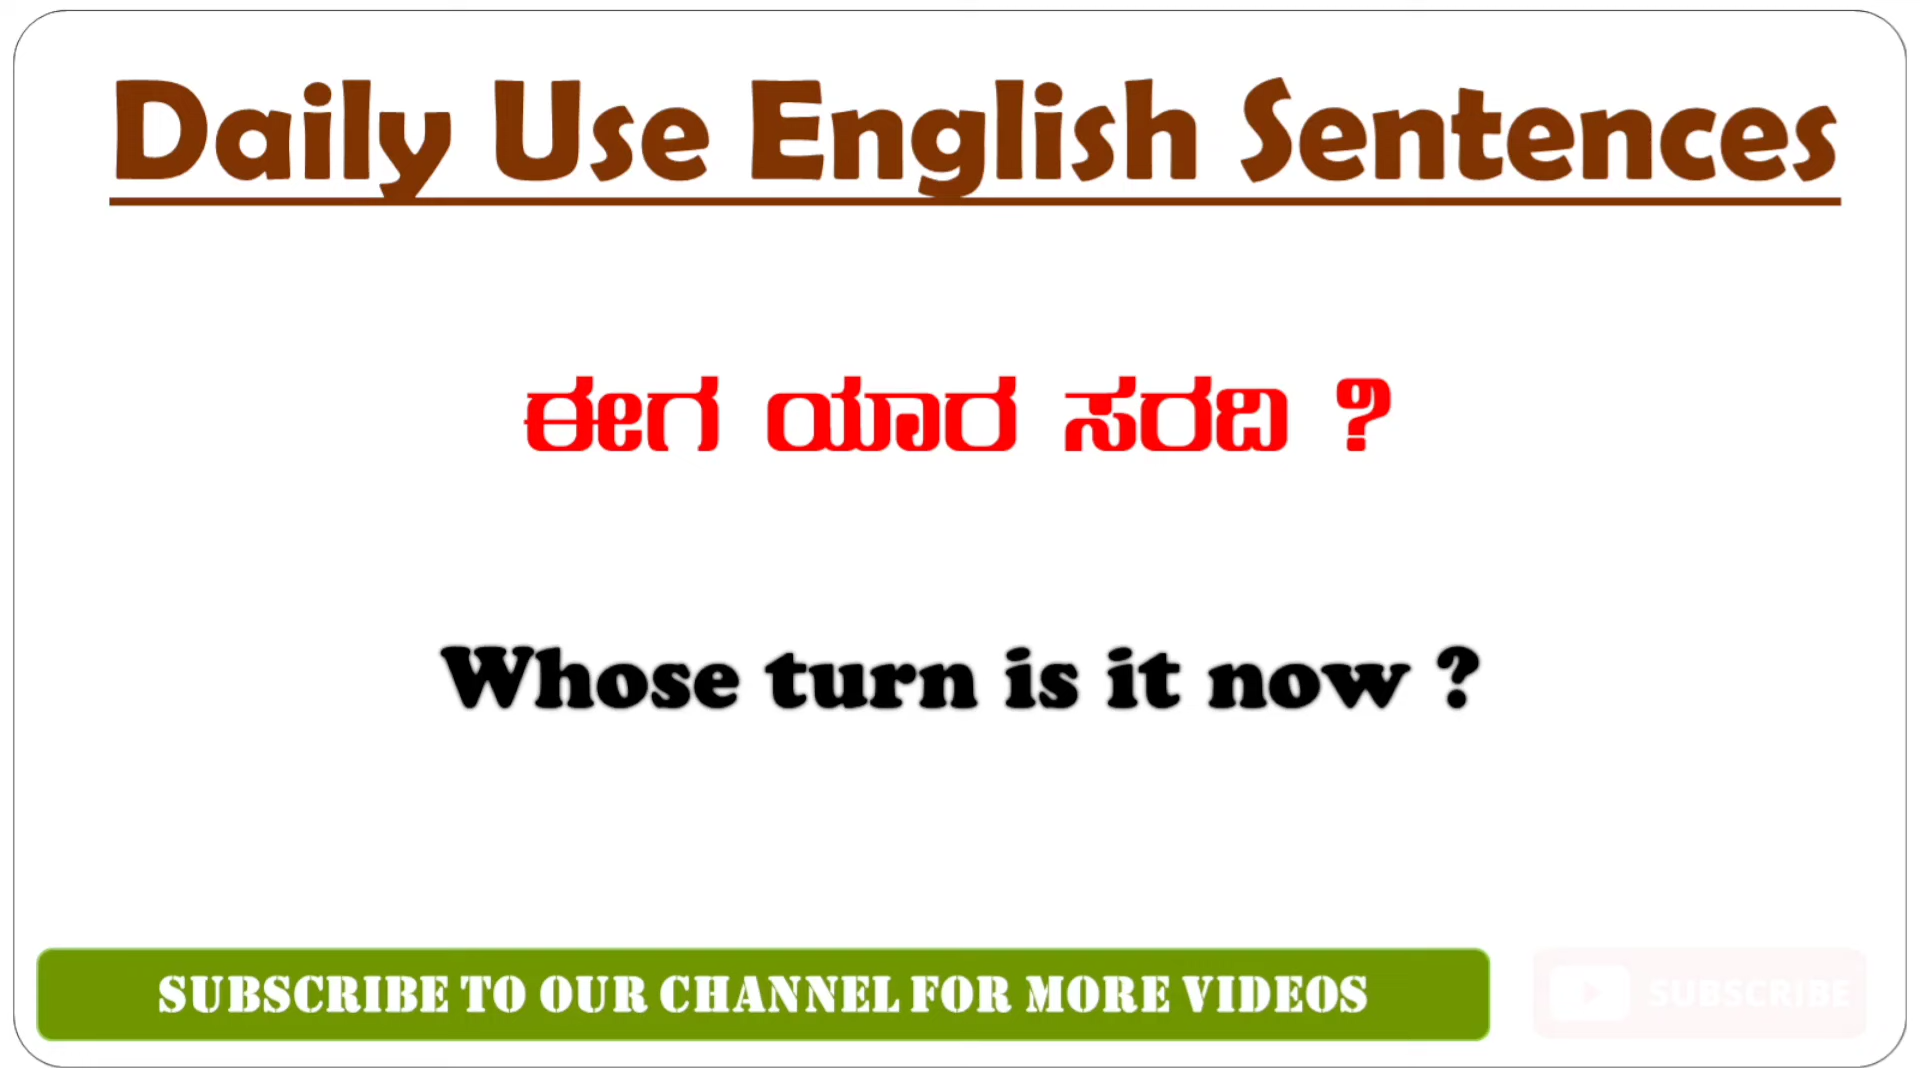 Daily Use English Sentences
ಈಗ ಯಾರ ಸರದಿ ?
Whose turn is it now ?
SUBSCRIBE TO OUR CHANNEL FOR MORE VIDEOS
SUBSCRIBE